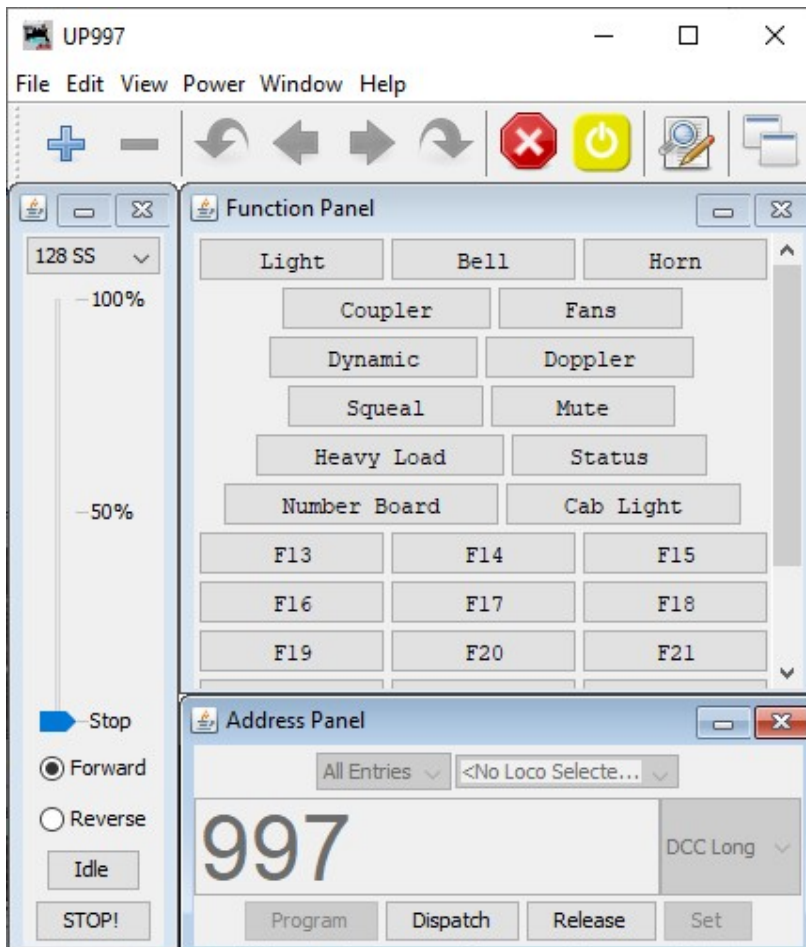 UP997
File Edit View Power Window Help
Function Panel
128 SS
100%
50%
Stop
Forward
Reverse
Idle
STOP!
Light Bell Horn
Coupler Fans
Dynamic Doppler
Squeal Mute
Heavy Load Status
Number Board Cab Light
F13 F14 F15
F16 F17 F18
F19 F20 F21
Address Panel
All Entries <No Loco Selecte...
997 DCC Long
Program Dispatch Release Set